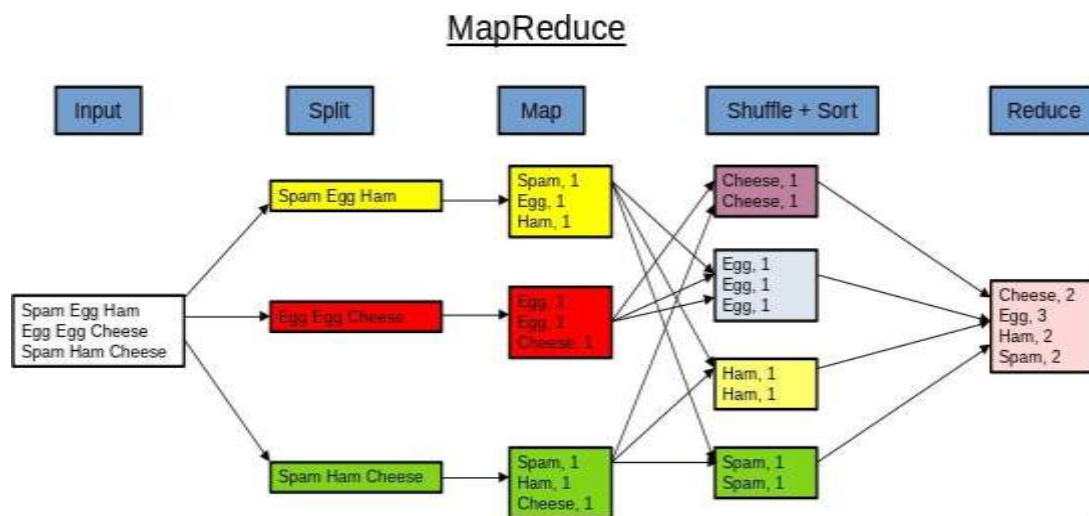 MapReduce
Input
Split
Map
Shuffle + Sort
Reduce
Spam Egg Ham
Egg Egg Cheese
Spam Ham Cheese
Spam Egg Ham
Egg Egg Cheese
Spam Ham Cheese
Spam, 1
Egg, 1
Ham, 1
Egg, 1
Egg, 1
Cheese, 1
Spam, 1
Ham, 1
Cheese, 1
Cheese, 1
Cheese, 1
Egg, 1
Egg, 1
Egg, 1
Ham, 1
Ham, 1
Spam, 1
Spam, 1
Cheese, 2
Egg, 3
Ham, 2
Spam, 2